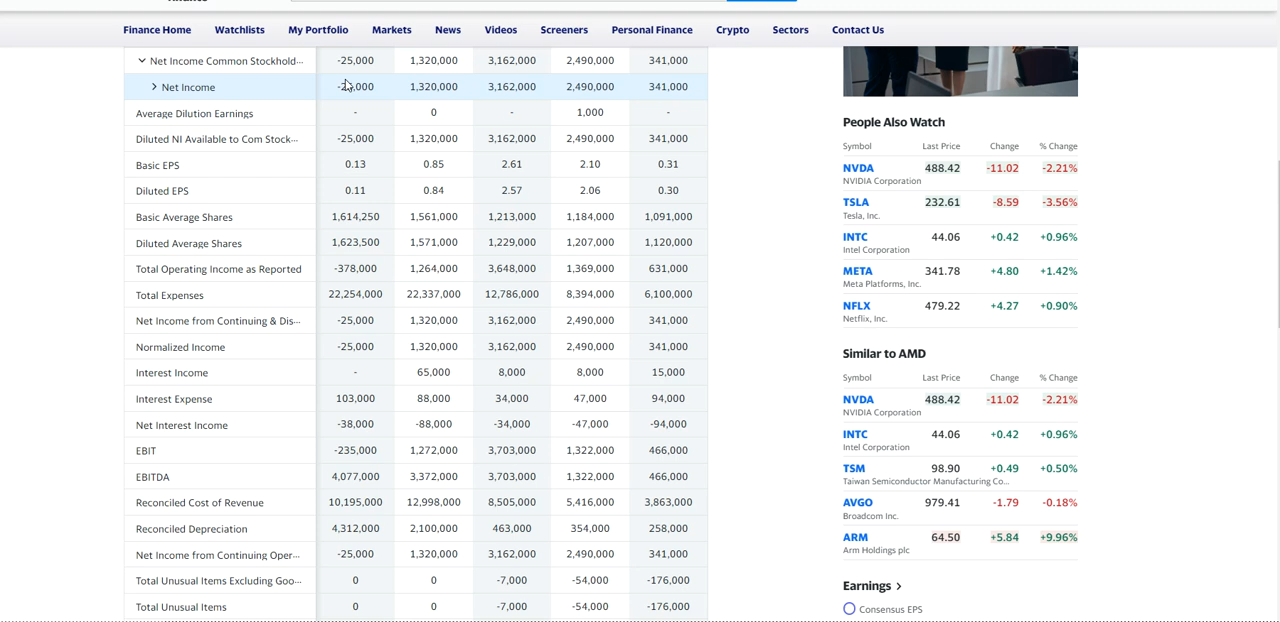 Finance Home Watchlists My Portfolio Markets News Videos Screeners Personal Finance Crypto Sectors Contact Us
Net Income Common Stockhold... -25,000 1,320,000 3,162,000 2,490,000 341,000
Net Income 1,320,000 3,162,000 2,490,000 341,000
Average Dilution Earnings - 0 - 1,000 -
Diluted NI Available to Com Stock... -25,000 1,320,000 3,162,000 2,490,000 341,000
Basic EPS 0.13 0.85 2.61 2.10 0.31
Diluted EPS 0.11 0.84 2.57 2.06 0.30
Basic Average Shares 1,614,250 1,561,000 1,213,000 1,184,000 1,091,000
Diluted Average Shares 1,623,500 1,571,000 1,229,000 1,207,000 1,120,000
Total Operating Income as Reported -378,000 1,264,000 3,648,000 1,369,000 631,000
Total Expenses 22,254,000 22,337,000 12,786,000 8,394,000 6,100,000
Net Income from Continuing & Dis... -25,000 1,320,000 3,162,000 2,490,000 341,000
Normalized Income -25,000 1,320,000 3,162,000 2,490,000 341,000
Interest Income - 65,000 8,000 8,000 15,000
Interest Expense 103,000 88,000 34,000 47,000 94,000
Net Interest Income -38,000 -88,000 -34,000 -47,000 -94,000
EBIT -235,000 1,272,000 3,703,000 1,322,000 466,000
EBITDA 4,077,000 3,372,000 3,703,000 1,322,000 466,000
Reconciled Cost of Revenue 10,195,000 12,998,000 8,505,000 5,416,000 3,863,000
Reconciled Depreciation 4,312,000 2,100,000 463,000 354,000 258,000
Net Income from Continuing Oper... -25,000 1,320,000 3,162,000 2,490,000 341,000
Total Unusual Items Excluding Goo... 0 0 -7,000 -54,000 -176,000
Total Unusual Items 0 0 -7,000 -54,000 -176,000
People Also Watch
Symbol Last Price Change % Change
NVDA 488.42 -11.02 -2.21%
NVIDIA Corporation
TSLA 232.61 -8.59 -3.56%
Tesla, Inc.
INTC 44.06 +0.42 +0.96%
Intel Corporation
META 341.78 +4.80 +1.42%
Meta Platforms, Inc.
NFLX 479.22 +4.27 +0.90%
Netflix, Inc.
Similar to AMD
Symbol Last Price Change % Change
NVDA 488.42 -11.02 -2.21%
NVIDIA Corporation
INTC 44.06 +0.42 +0.96%
Intel Corporation
TSM 98.90 +0.49 +0.50%
Taiwan Semiconductor Manufacturing Co...
AVGO 979.41 -1.79 -0.18%
Broadcom Inc.
ARM 64.50 +5.84 +9.96%
Arm Holdings plc
Earnings >
Consensus EPS